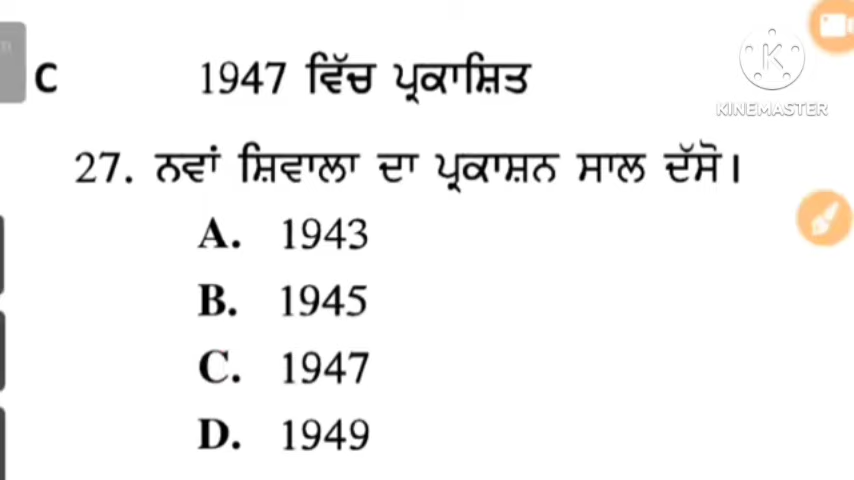 C 1947 ਵਿੱਚ ਪ੍ਰਕਾਸ਼ਿਤ
KINEMASTER
27. ਨਵਾਂ ਸ਼ਿਵਾਲਾ ਦਾ ਪ੍ਰਕਾਸ਼ਨ ਸਾਲ ਦੱਸੋ।
A. 1943
B. 1945
C. 1947
D. 1949